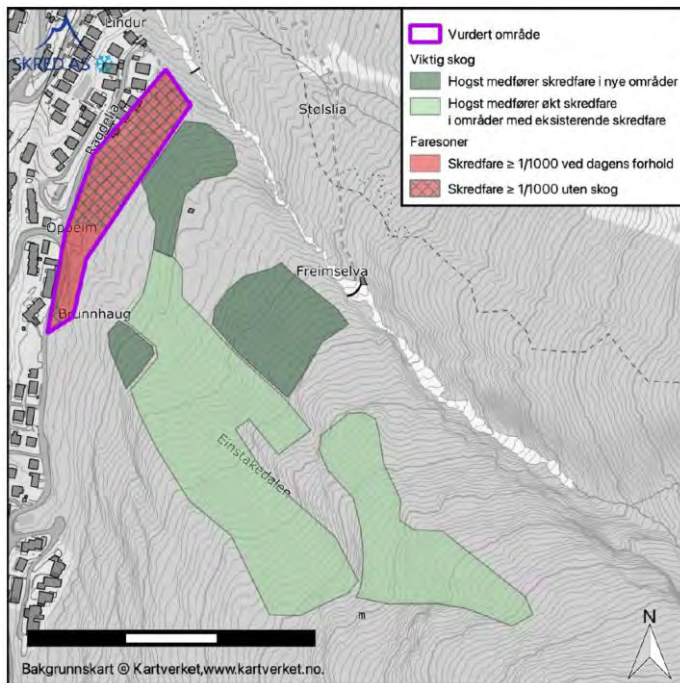 Lindur
SKRED AS
Ragdelia
Stølslia
Oppeim
Freimselva
Brunnhaug
Einstakedalen
m
N
Bakgrunnskart © Kartverket,www.kartverket.no.
Vurdert område
Viktig skog
Hogst medfører skredfare i nye områder
Hogst medfører økt skredfare
i områder med eksisterende skredfare
Faresoner
Skredfare ≥ 1/1000 ved dagens forhold
Skredfare ≥ 1/1000 uten skog